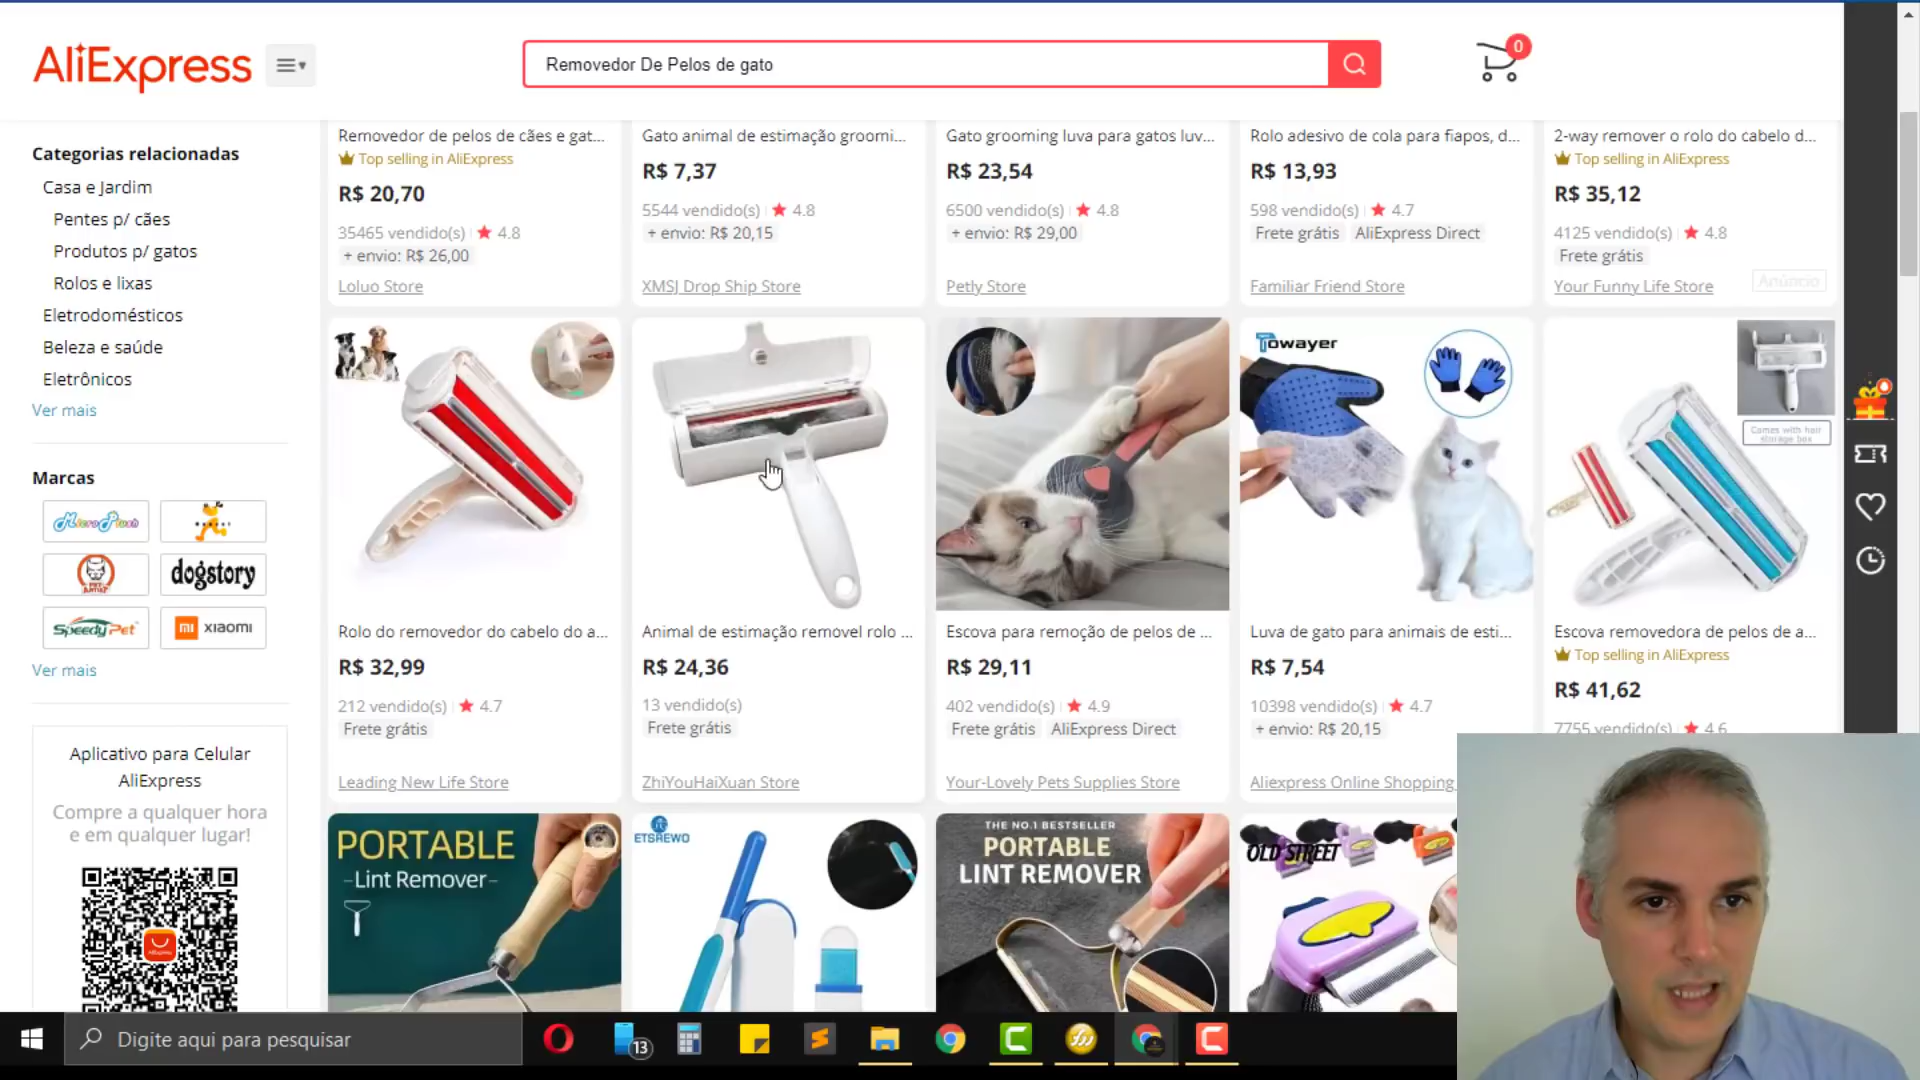 AliExpress
Removedor De Pelos de gato
0
Categorias relacionadas
Casa e Jardim
Pentes p/ cães
Produtos p/ gatos
Rolos e lixas
Eletrodomésticos
Beleza e saúde
Eletrônicos
Ver mais
Marcas
dogstory
SpeedyPet
mi xiaomi
Ver mais
Aplicativo para Celular
AliExpress
Compre a qualquer hora
e em qualquer lugar!
Removedor de pelos de cães e gat...
Top selling in AliExpress
R$ 20,70
35465 vendido(s) 4.8
+ envio: R$ 26,00
Loluo Store
Gato animal de estimação groomi...
R$ 7,37
5544 vendido(s) 4.8
+ envio: R$ 20,15
XMSJ Drop Ship Store
Gato grooming luva para gatos luv...
R$ 23,54
6500 vendido(s) 4.8
+ envio: R$ 29,00
Petly Store
Rolo adesivo de cola para fiapos, d...
R$ 13,93
598 vendido(s) 4.7
Frete grátis AliExpress Direct
Familiar Friend Store
2-way remover o rolo do cabelo d...
Top selling in AliExpress
R$ 35,12
4125 vendido(s) 4.8
Frete grátis
Anúncio
Your Funny Life Store
Rolo do removedor do cabelo do a...
R$ 32,99
212 vendido(s) 4.7
Frete grátis
Leading New Life Store
Animal de estimação removel rolo ...
R$ 24,36
13 vendido(s)
Frete grátis
ZhiYouHaiXuan Store
Escova para remoção de pelos de ...
R$ 29,11
402 vendido(s) 4.9
Frete grátis AliExpress Direct
Your-Lovely Pets Supplies Store
Towayer
Luva de gato para animais de esti...
R$ 7,54
10398 vendido(s) 4.7
+ envio: R$ 20,15
Aliexpress Online Shopping
Comes with hair
storage box
Escova removedora de pelos de a...
Top selling in AliExpress
R$ 41,62
7755 vendido(s) 4.6
PORTABLE
-Lint Remover-
ETSREWO
THE NO.1 BESTSELLER
PORTABLE
LINT REMOVER
OLD STREET
Digite aqui para pesquisar
13